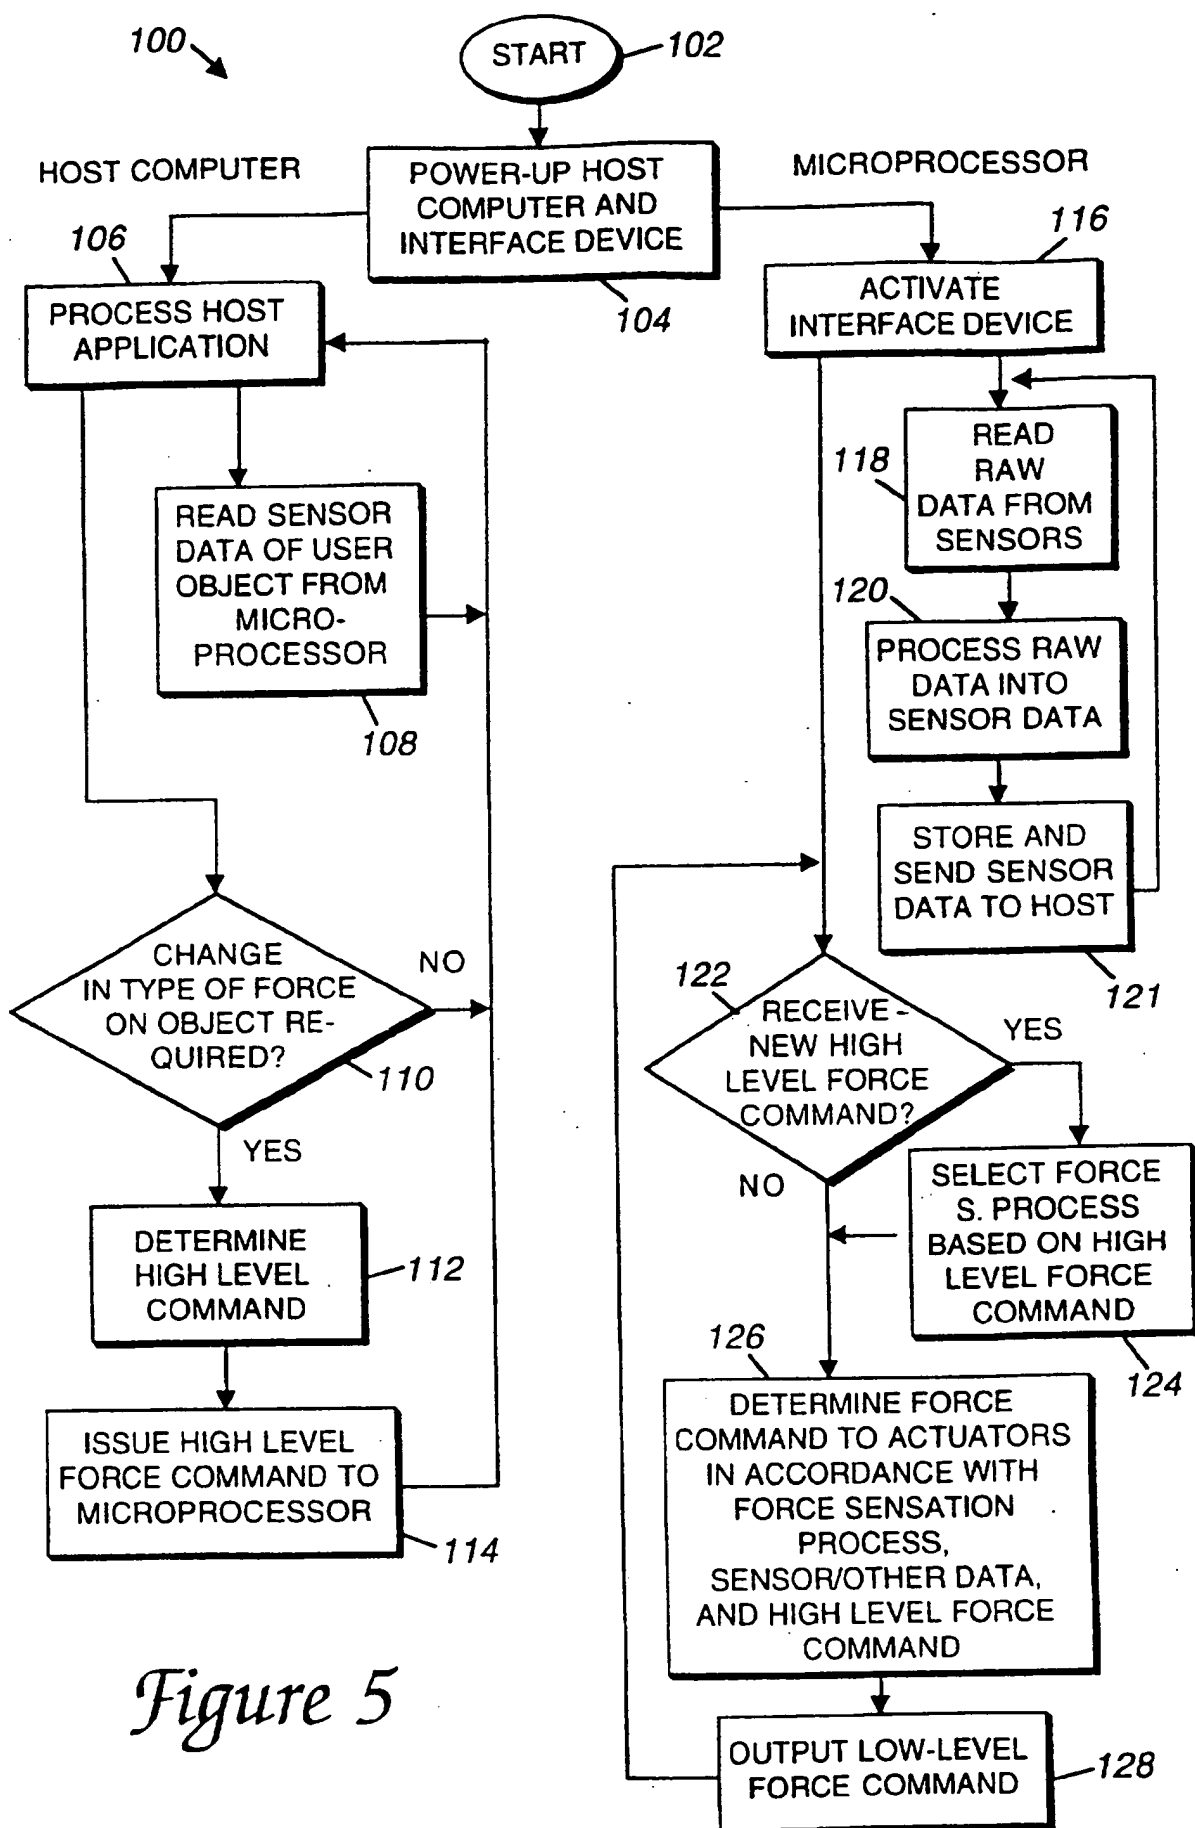 100
START
102
HOST COMPUTER
POWER-UP HOST
COMPUTER AND
INTERFACE DEVICE
104
MICROPROCESSOR
106
PROCESS HOST
APPLICATION
116
ACTIVATE
INTERFACE DEVICE
READ SENSOR
DATA OF USER
OBJECT FROM
MICRO-
PROCESSOR
108
118
READ
RAW
DATA FROM
SENSORS
120
PROCESS RAW
DATA INTO
SENSOR DATA
STORE AND
SEND SENSOR
DATA TO HOST
121
CHANGE
IN TYPE OF FORCE
ON OBJECT RE-
QUIRED?
NO
110
YES
DETERMINE
HIGH LEVEL
COMMAND
112
ISSUE HIGH LEVEL
FORCE COMMAND TO
MICROPROCESSOR
114
122
RECEIVE -
NEW HIGH
LEVEL FORCE
COMMAND?
YES
NO
SELECT FORCE
S. PROCESS
BASED ON HIGH
LEVEL FORCE
COMMAND
124
126
DETERMINE FORCE
COMMAND TO ACTUATORS
IN ACCORDANCE WITH
FORCE SENSATION
PROCESS,
SENSOR/OTHER DATA,
AND HIGH LEVEL FORCE
COMMAND
OUTPUT LOW-LEVEL
FORCE COMMAND
128
Figure 5